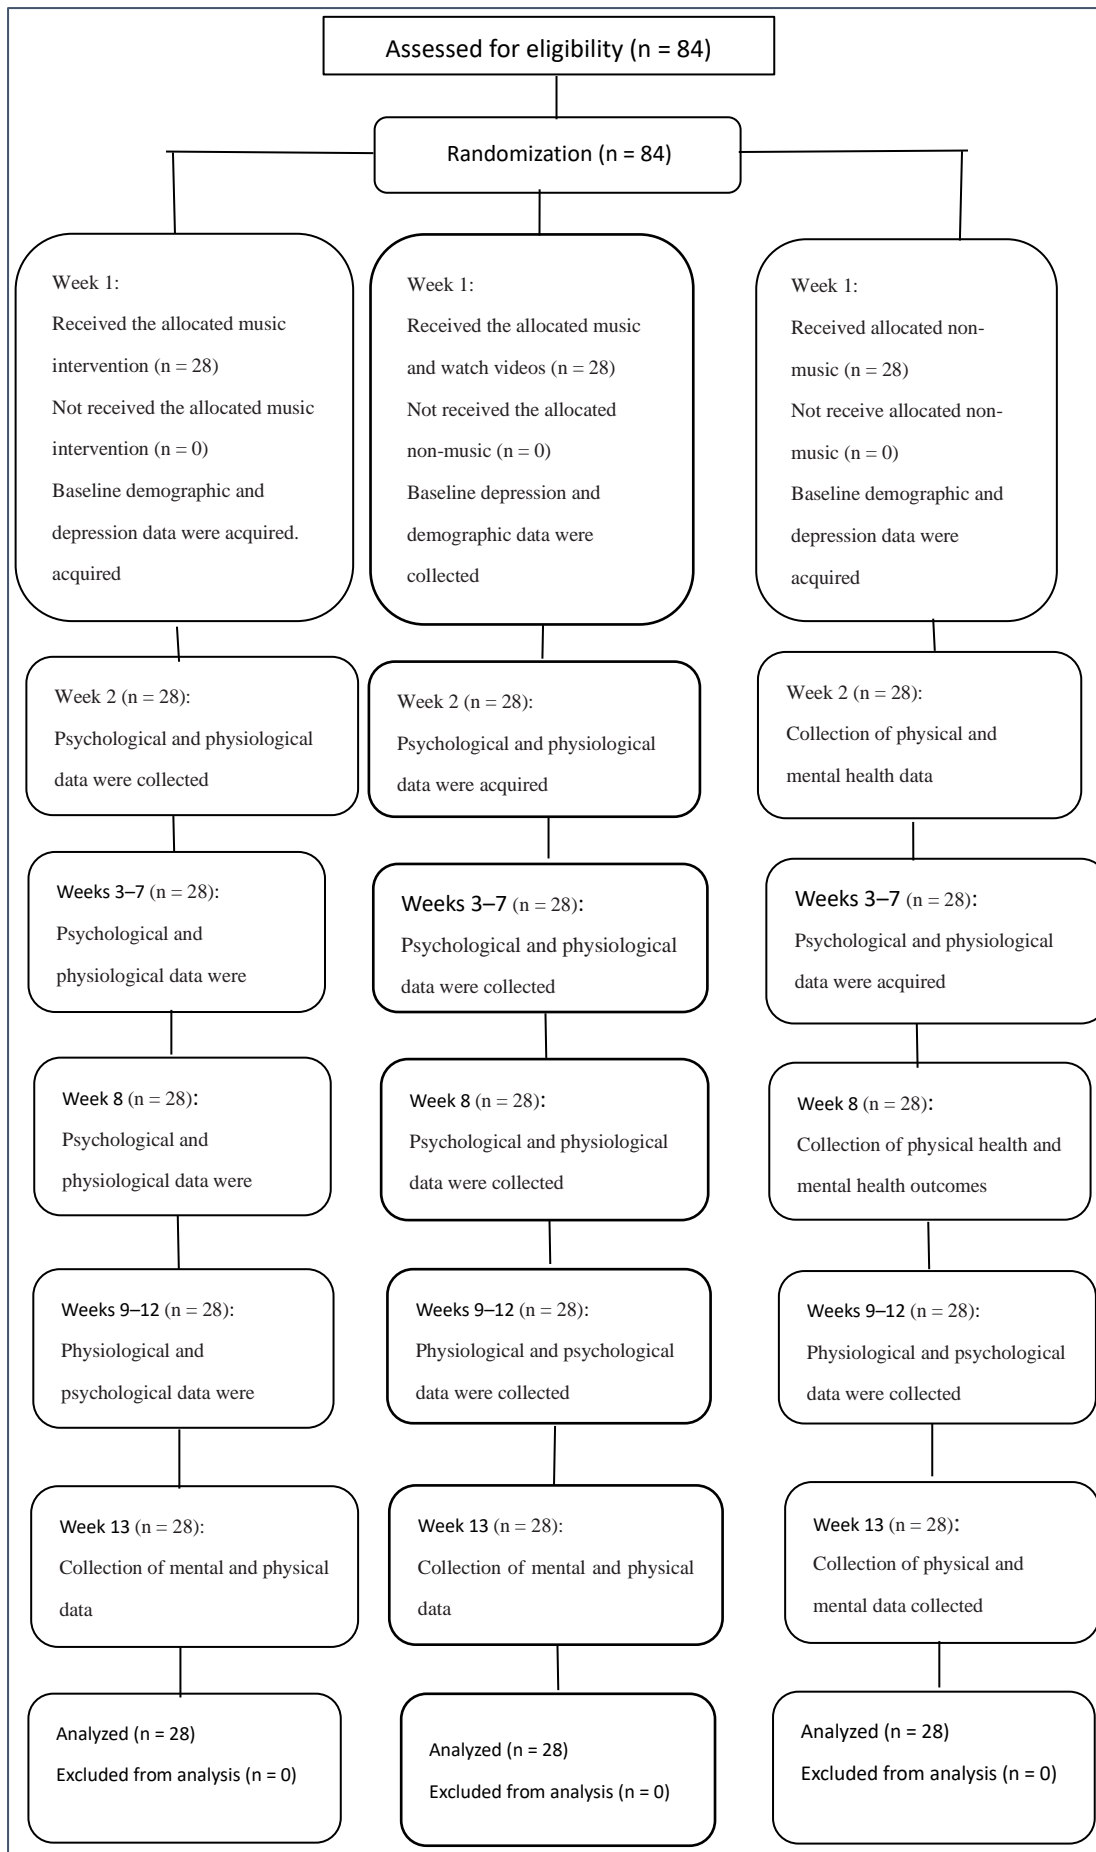 Assessed for eligibility (n = 84)
Randomization (n = 84)
Week 1:
Received the allocated music
intervention (n = 28)
Not received the allocated music
intervention (n = 0)
Baseline demographic and
depression data were acquired.
acquired
Week 1:
Received the allocated music
and watch videos (n = 28)
Not received the allocated
non-music (n = 0)
Baseline depression and
demographic data were
collected
Week 1:
Received allocated non-
music (n = 28)
Not receive allocated non-
music (n = 0)
Baseline demographic and
depression data were
acquired
Week 2 (n = 28):
Psychological and physiological
data were collected
Week 2 (n = 28):
Psychological and physiological
data were acquired
Week 2 (n = 28):
Collection of physical and
mental health data
Weeks 3–7 (n = 28):
Psychological and
physiological data were
Weeks 3–7 (n = 28):
Psychological and physiological
data were collected
Weeks 3–7 (n = 28):
Psychological and physiological
data were acquired
Week 8 (n = 28):
Psychological and
physiological data were
Week 8 (n = 28):
Psychological and physiological
data were collected
Week 8 (n = 28):
Collection of physical health and
mental health outcomes
Weeks 9–12 (n = 28):
Physiological and
psychological data were
Weeks 9–12 (n = 28):
Physiological and psychological
data were collected
Weeks 9–12 (n = 28):
Physiological and psychological
data were collected
Week 13 (n = 28):
Collection of mental and physical
data
Week 13 (n = 28):
Collection of mental and physical
data
Week 13 (n = 28):
Collection of physical and
mental data collected
Analyzed (n = 28)
Excluded from analysis (n = 0)
Analyzed (n = 28)
Excluded from analysis (n = 0)
Analyzed (n = 28)
Excluded from analysis (n = 0)